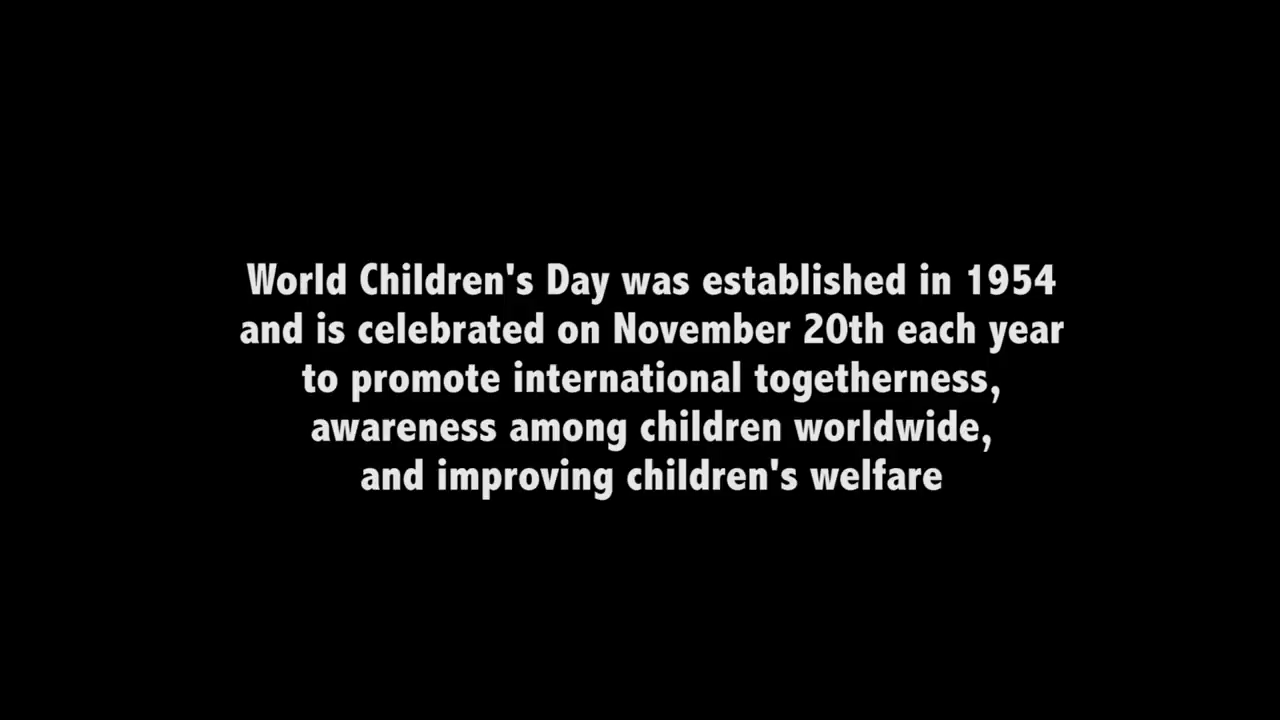 World Children's Day was established in 1954
and is celebrated on November 20th each year
to promote international togetherness,
awareness among children worldwide,
and improving children's welfare